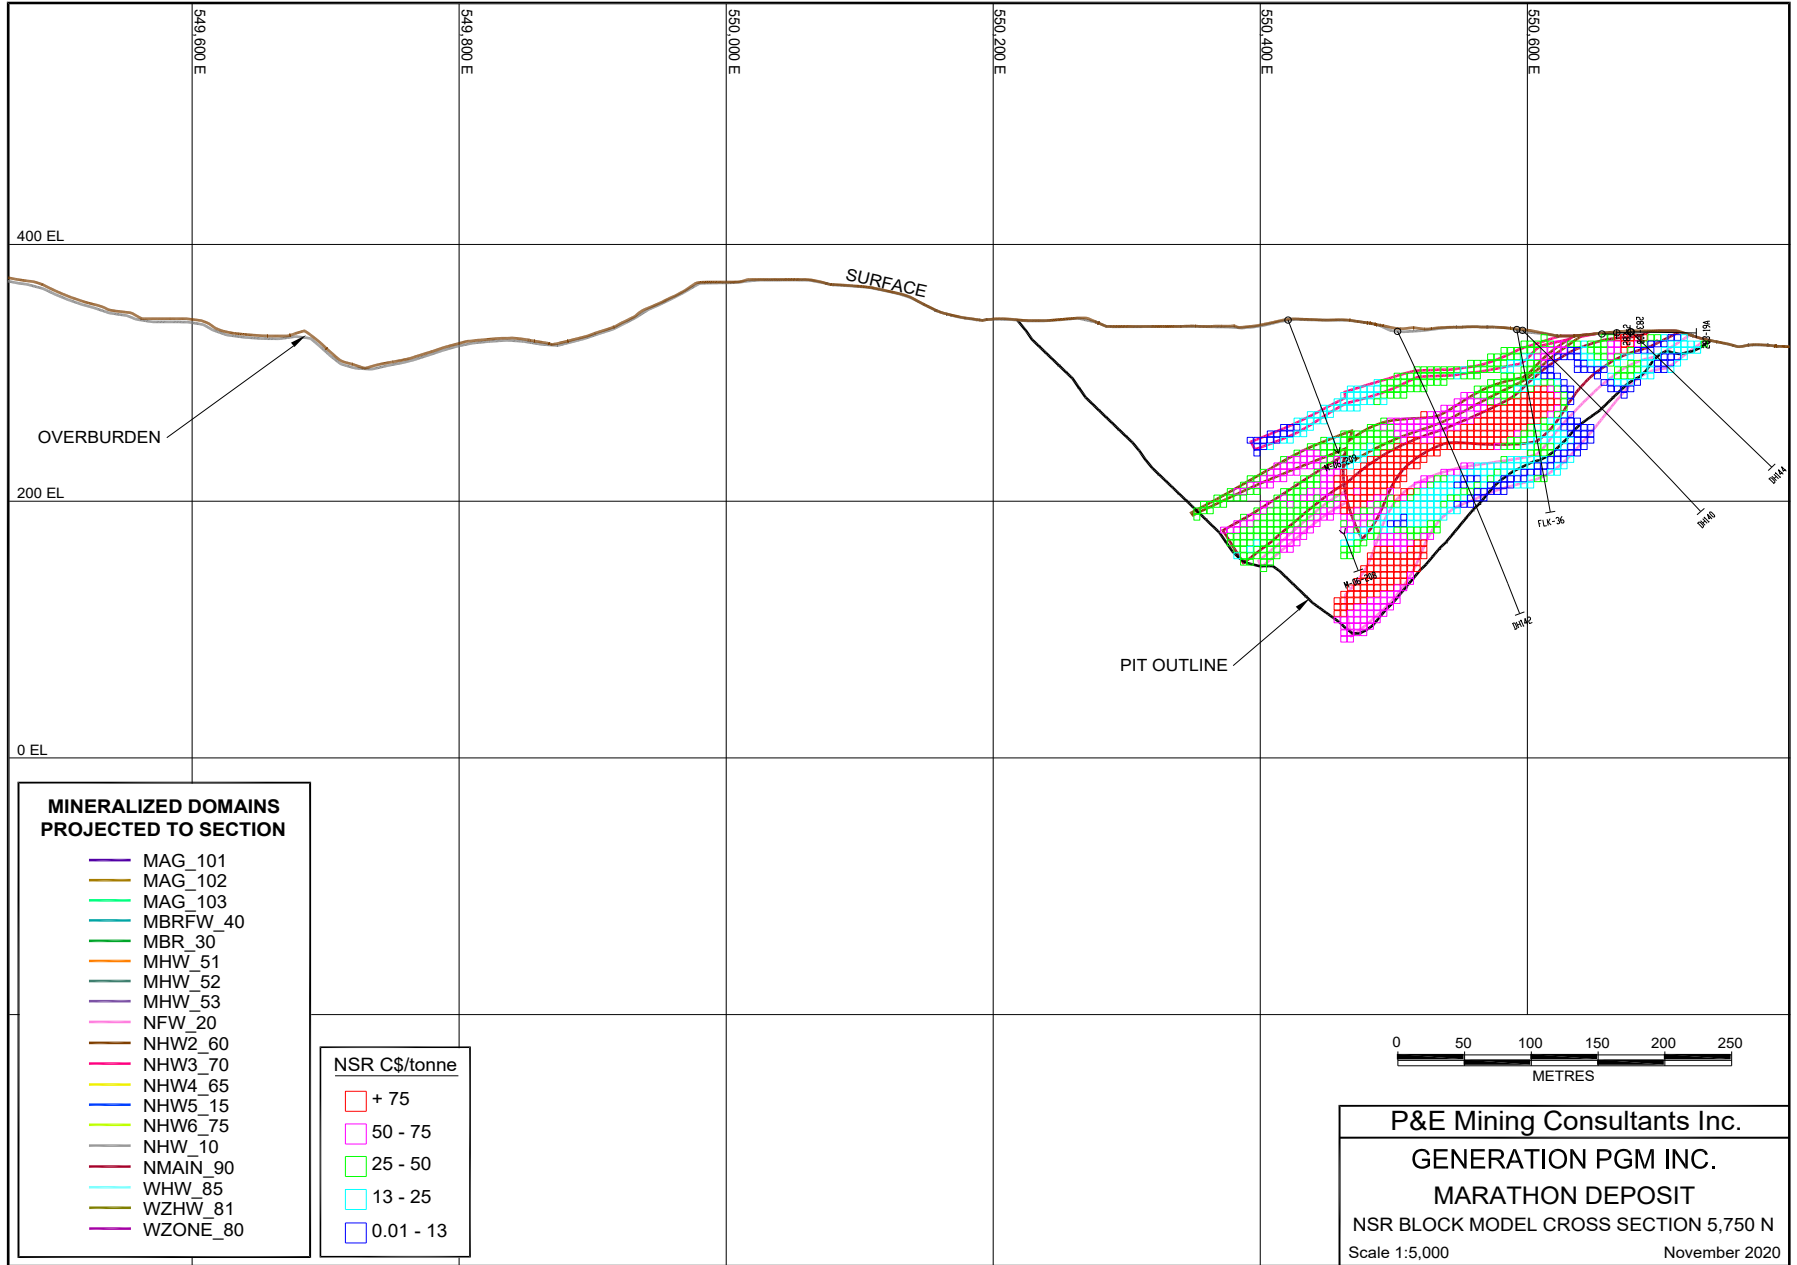 549,600 E
549,800 E
550,000 E
550,200 E
550,400 E
550,600 E
400 EL
SURFACE
OVERBURDEN
200 EL
M-06-208
FLK-36
DH140
DH144
DH142
PIT OUTLINE
0 EL
MINERALIZED DOMAINS
PROJECTED TO SECTION
MAG_101
MAG_102
MAG_103
MBRFW_40
MBR_30
MHW_51
MHW_52
MHW_53
NFW_20
NHW2_60
NHW3_70
NHW4_65
NHW5_15
NHW6_75
NHW_10
NMAIN_90
WHW_85
WZHW_81
WZONE_80
NSR C$/tonne
+ 75
50 - 75
25 - 50
13 - 25
0.01 - 13
0 50 100 150 200 250
METRES
P&E Mining Consultants Inc.
GENERATION PGM INC.
MARATHON DEPOSIT
NSR BLOCK MODEL CROSS SECTION 5,750 N
Scale 1:5,000 November 2020